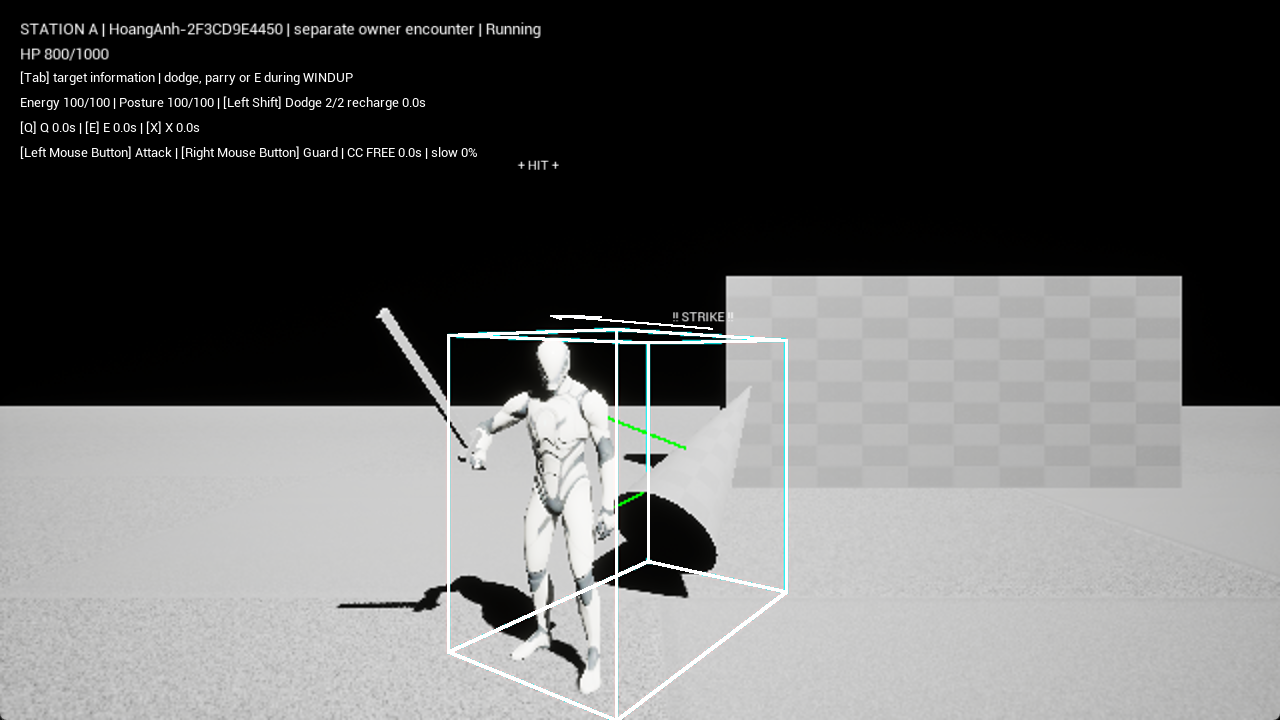 STATION A | HoangAnh-2F3CD9E4450 | separate owner encounter | Running
HP 800/1000
[Tab] target information | dodge, parry or E during WINDUP
Energy 100/100 | Posture 100/100 | [Left Shift] Dodge 2/2 recharge 0.0s
[Q] Q 0.0s | [E] E 0.0s | [X] X 0.0s
[Left Mouse Button] Attack | [Right Mouse Button] Guard | CC FREE 0.0s | slow 0%
+ HIT +
!! STRIKE !!